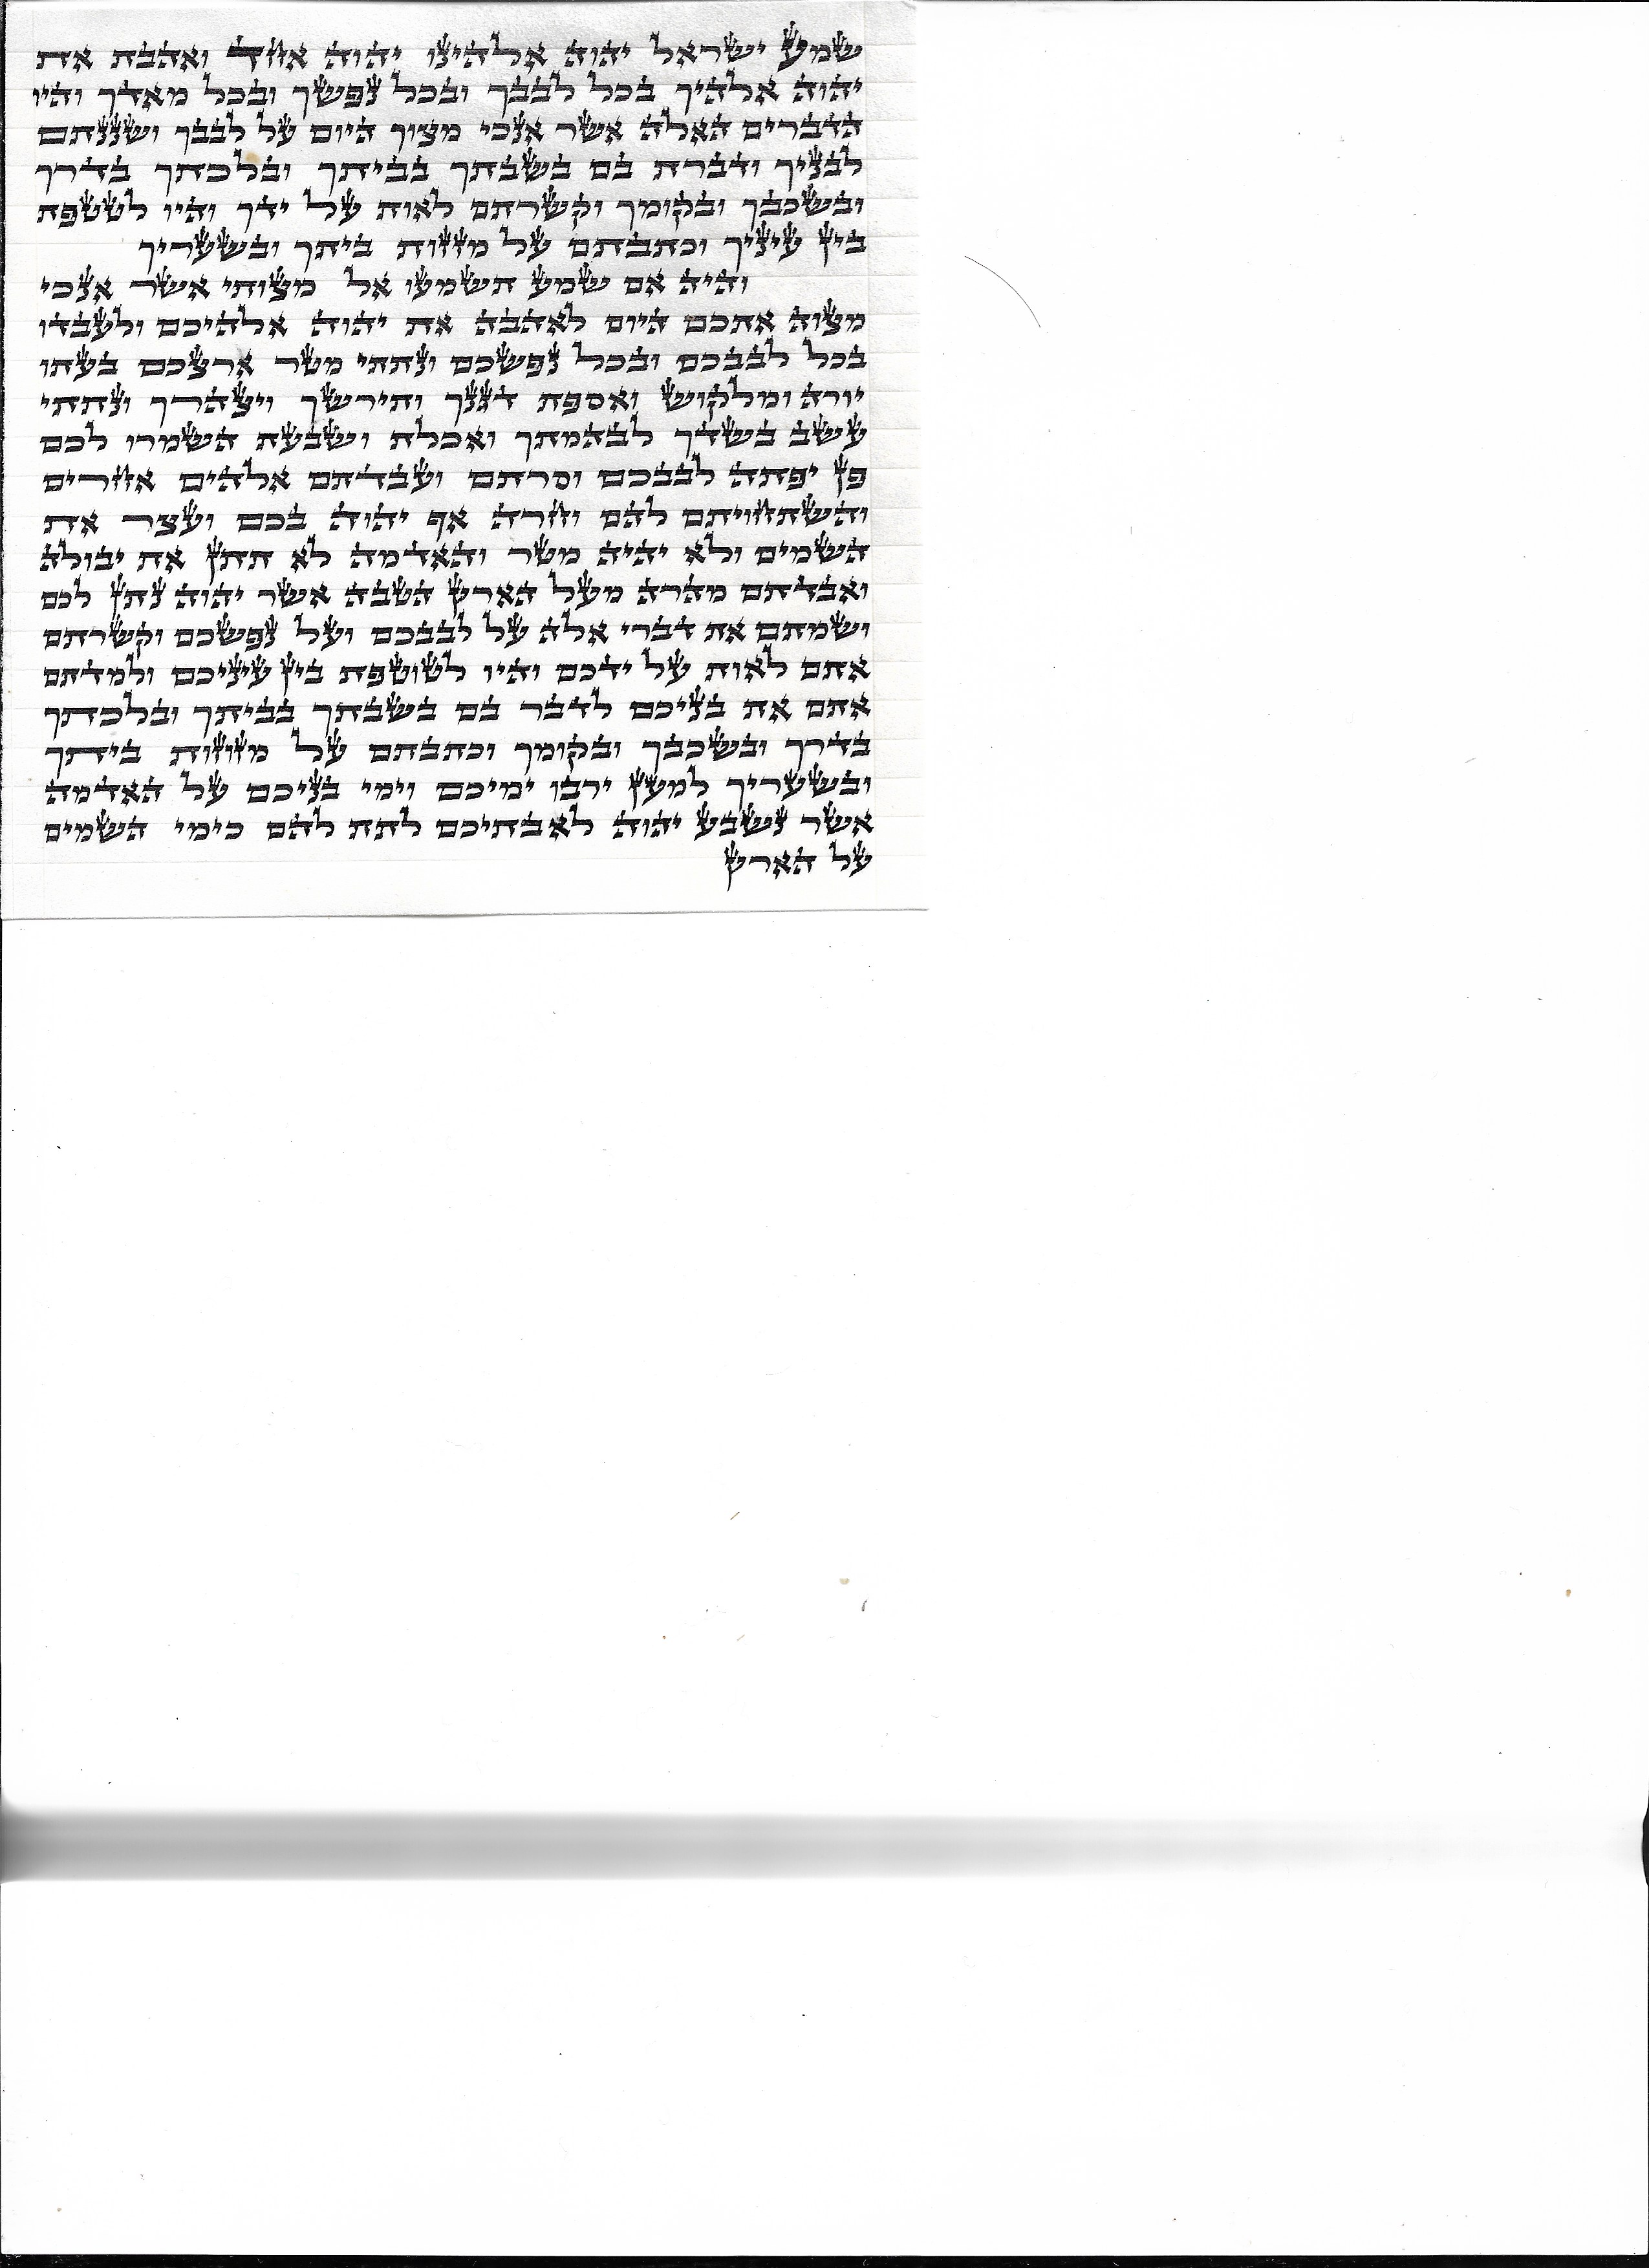 שמע ישראל יהוה אלהינו יהוה אחד ואהבת את
יהוה אלהיך בכל לבבך ובכל נפשך ובכל מאדך והיו
הדברים האלה אשר אנכי מצוך היום על לבבך ושננתם
לבניך ודברת בם בשבתך בביתך ובלכתך בדרך
ובשכבך ובקומך וקשרתם לאות על ידך והיו לטטפת
בין עיניך וכתבתם על מזזות ביתך ובשעריך
והיה אם שמע תשמעו אל מצותי אשר אנכי
מצוה אתכם היום לאהבה את יהוה אלהיכם ולעבדו
בכל לבבכם ובכל נפשכם ונתתי מטר ארצכם בעתו
יורה ומלקוש ואספת דגנך ותירשך ויצהרך ונתתי
עשב בשדך לבהמתך ואכלת ושבעת השמרו לכם
פן יפתה לבבכם וסרתם ועבדתם אלהים אחרים
והשתחויתם להם וחרה אף יהוה בכם ועצר את
השמים ולא יהיה מטר והאדמה לא תתן את יבולה
ואבדתם מהרה מעל הארץ הטבה אשר יהוה נתן לכם
ושמתם את דברי אלה על לבבכם ועל נפשכם וקשרתם
אתם לאות על ידכם והיו לטוטפת בין עיניכם ולמדתם
אתם את בניכם לדבר בם בשבתך בביתך ובלכתך
בדרך ובשכבך ובקומך וכתבתם על מזוזות ביתך
ובשעריך למען ירבו ימיכם וימי בניכם על האדמה
אשר נשבע יהוה לאבתיכם לתת להם כימי השמים
על הארץ